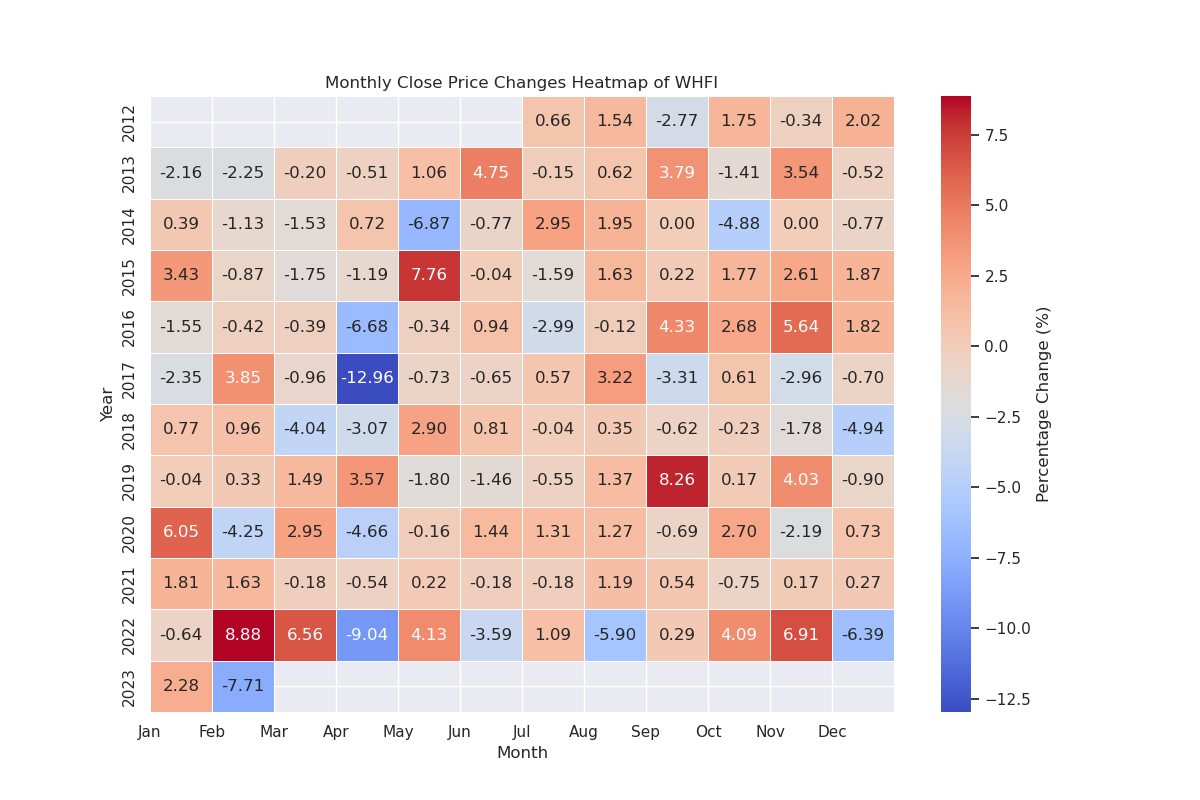 Monthly Close Price Changes Heatmap of WHFI
2012 0.66 1.54 -2.77 1.75 -0.34 2.02
2013 -2.16 -2.25 -0.20 -0.51 1.06 4.75 -0.15 0.62 3.79 -1.41 3.54 -0.52
2014 0.39 -1.13 -1.53 0.72 -6.87 -0.77 2.95 1.95 0.00 -4.88 0.00 -0.77
2015 3.43 -0.87 -1.75 -1.19 7.76 -0.04 -1.59 1.63 0.22 1.77 2.61 1.87
2016 -1.55 -0.42 -0.39 -6.68 -0.34 0.94 -2.99 -0.12 4.33 2.68 5.64 1.82
2017 -2.35 3.85 -0.96 -12.96 -0.73 -0.65 0.57 3.22 -3.31 0.61 -2.96 -0.70
2018 0.77 0.96 -4.04 -3.07 2.90 0.81 -0.04 0.35 -0.62 -0.23 -1.78 -4.94
2019 -0.04 0.33 1.49 3.57 -1.80 -1.46 -0.55 1.37 8.26 0.17 4.03 -0.90
2020 6.05 -4.25 2.95 -4.66 -0.16 1.44 1.31 1.27 -0.69 2.70 -2.19 0.73
2021 1.81 1.63 -0.18 -0.54 0.22 -0.18 -0.18 1.19 0.54 -0.75 0.17 0.27
2022 -0.64 8.88 6.56 -9.04 4.13 -3.59 1.09 -5.90 0.29 4.09 6.91 -6.39
2023 2.28 -7.71
Jan Feb Mar Apr May Jun Jul Aug Sep Oct Nov Dec
Month
Year
7.5
5.0
2.5
0.0
−2.5
−5.0
−7.5
−10.0
−12.5
Percentage Change (%)